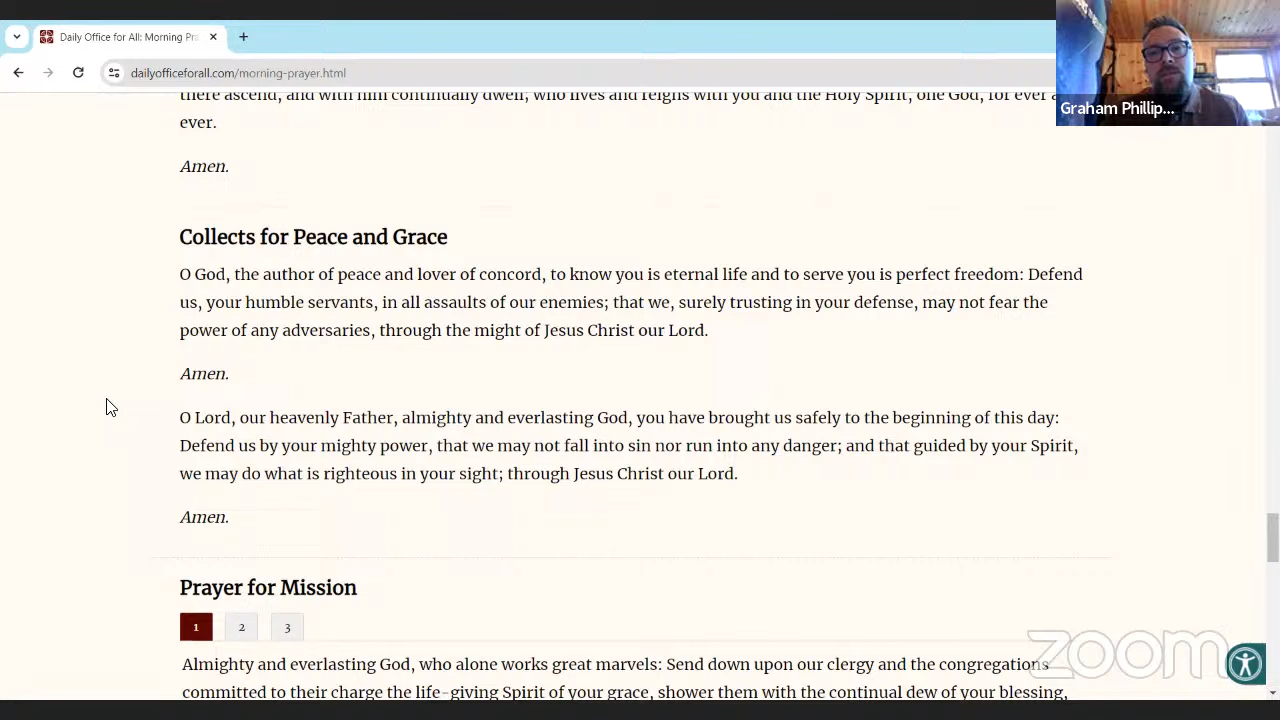 Daily Office for All: Morning Pra
dailyofficeforall.com/morning-prayer.html
Graham Phillip...
there ascend, and with him continually dwell; who lives and reigns with you and the Holy Spirit, one God, for ever a
ever.
Amen.
Collects for Peace and Grace
O God, the author of peace and lover of concord, to know you is eternal life and to serve you is perfect freedom: Defend
us, your humble servants, in all assaults of our enemies; that we, surely trusting in your defense, may not fear the
power of any adversaries, through the might of Jesus Christ our Lord.
Amen.
O Lord, our heavenly Father, almighty and everlasting God, you have brought us safely to the beginning of this day:
Defend us by your mighty power, that we may not fall into sin nor run into any danger; and that guided by your Spirit,
we may do what is righteous in your sight; through Jesus Christ our Lord.
Amen.
Prayer for Mission
1 2 3
Almighty and everlasting God, who alone works great marvels: Send down upon our clergy and the congregations
committed to their charge the life-giving Spirit of your grace, shower them with the continual dew of your blessing,
zoom